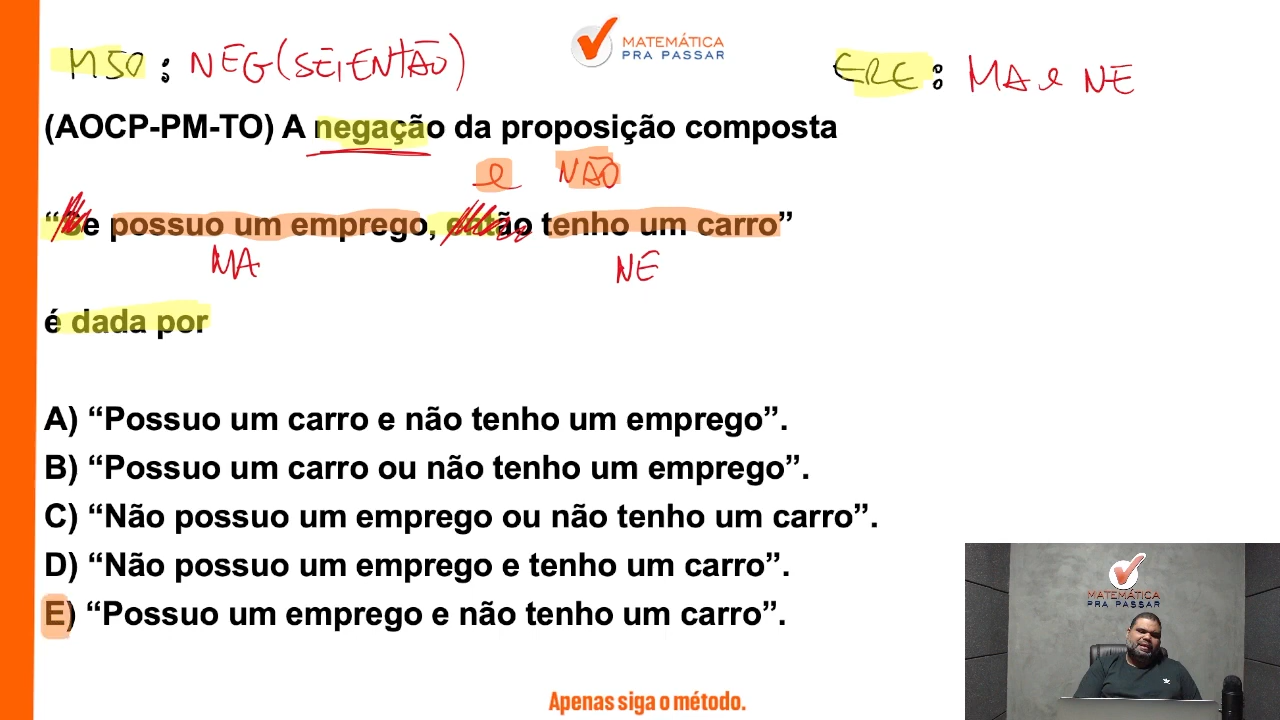 M50 : NEG(SE, ENTÃO)
MATEMÁTICA
PRA PASSAR
ERE : MA e NE
(AOCP-PM-TO) A negação da proposição composta
e NÃO
“Se possuo um emprego, então tenho um carro”
MA NE
é dada por
A) “Possuo um carro e não tenho um emprego”.
B) “Possuo um carro ou não tenho um emprego”.
C) “Não possuo um emprego ou não tenho um carro”.
D) “Não possuo um emprego e tenho um carro”.
E) “Possuo um emprego e não tenho um carro”.
MATEMÁTICA
PRA PASSAR
Apenas siga o método.